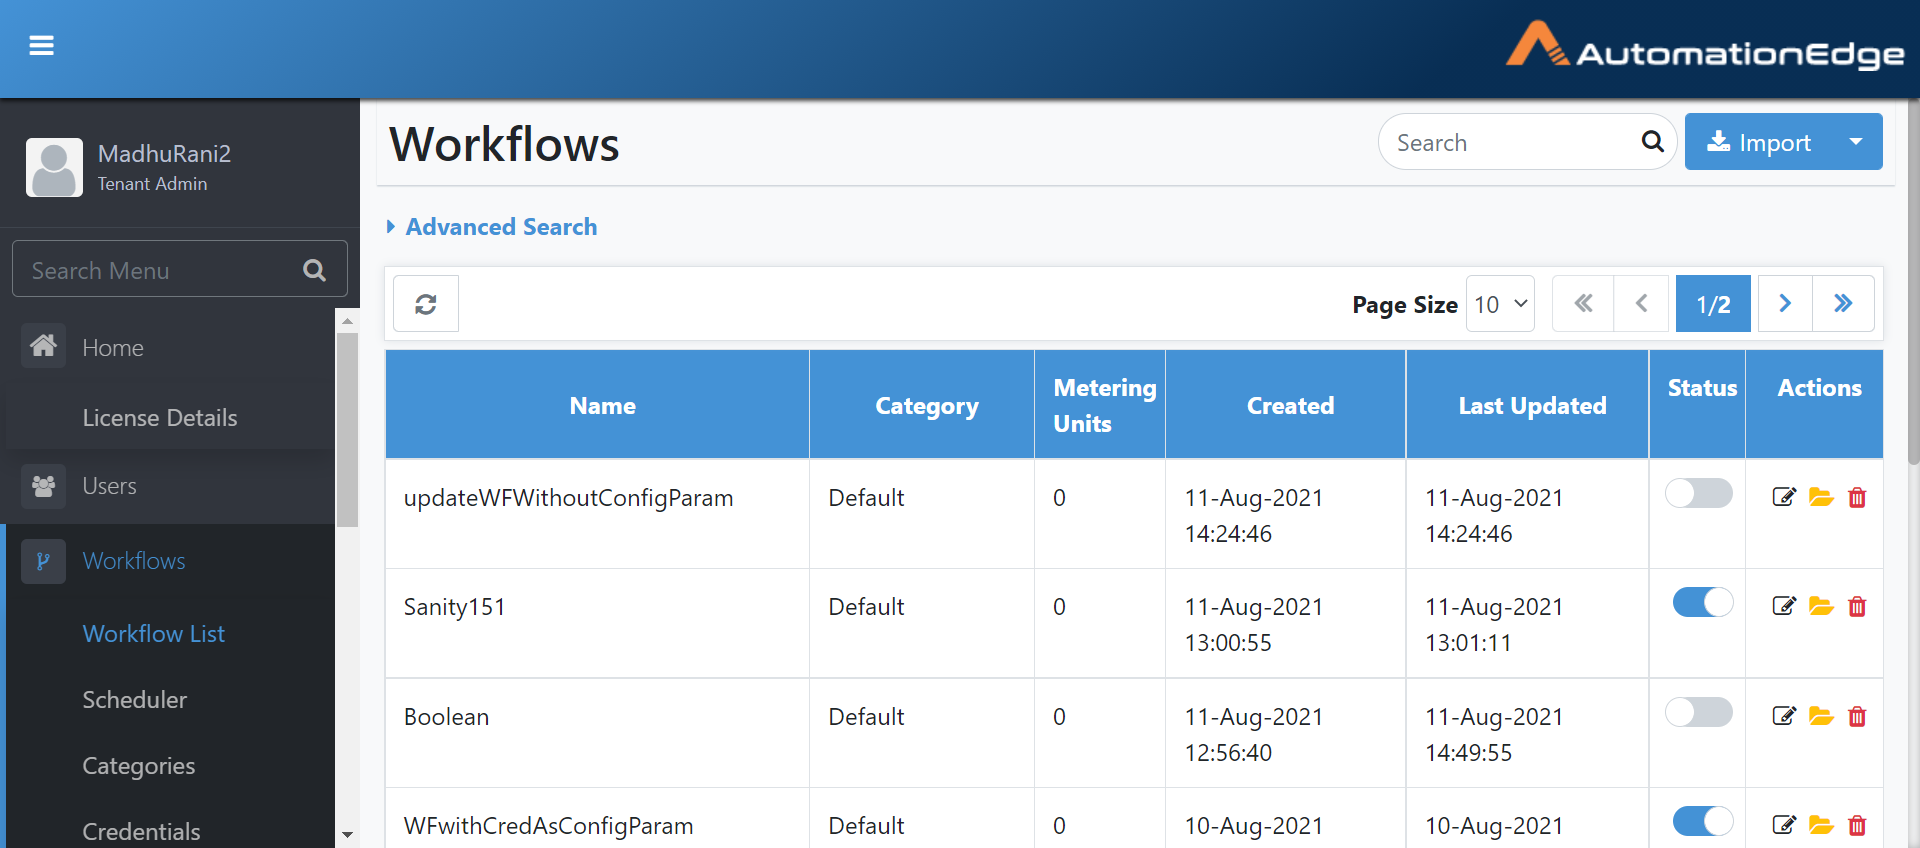 AutomationEdge
MadhuRani2
Tenant Admin
Search Menu
Home
License Details
Users
Workflows
Workflow List
Scheduler
Categories
Credentials
Workflows
Search
Import
Advanced Search
Page Size 10 1/2
Name Category Metering Units Created Last Updated Status Actions
updateWFWithoutConfigParam Default 0 11-Aug-2021 11-Aug-2021
14:24:46 14:24:46
Sanity151 Default 0 11-Aug-2021 11-Aug-2021
13:00:55 13:01:11
Boolean Default 0 11-Aug-2021 11-Aug-2021
12:56:40 14:49:55
WFwithCredAsConfigParam Default 0 10-Aug-2021 10-Aug-2021